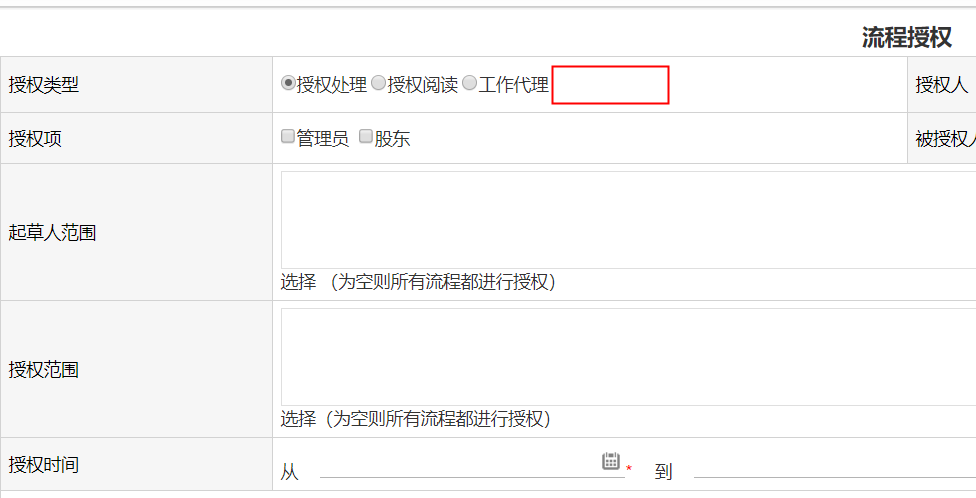 流程授权
授权类型 授权处理 授权阅读 工作代理 授权人
授权项 管理员 股东 被授权人
起草人范围
选择 （为空则所有流程都进行授权）
授权范围
选择（为空则所有流程都进行授权）
授权时间 从 * 到